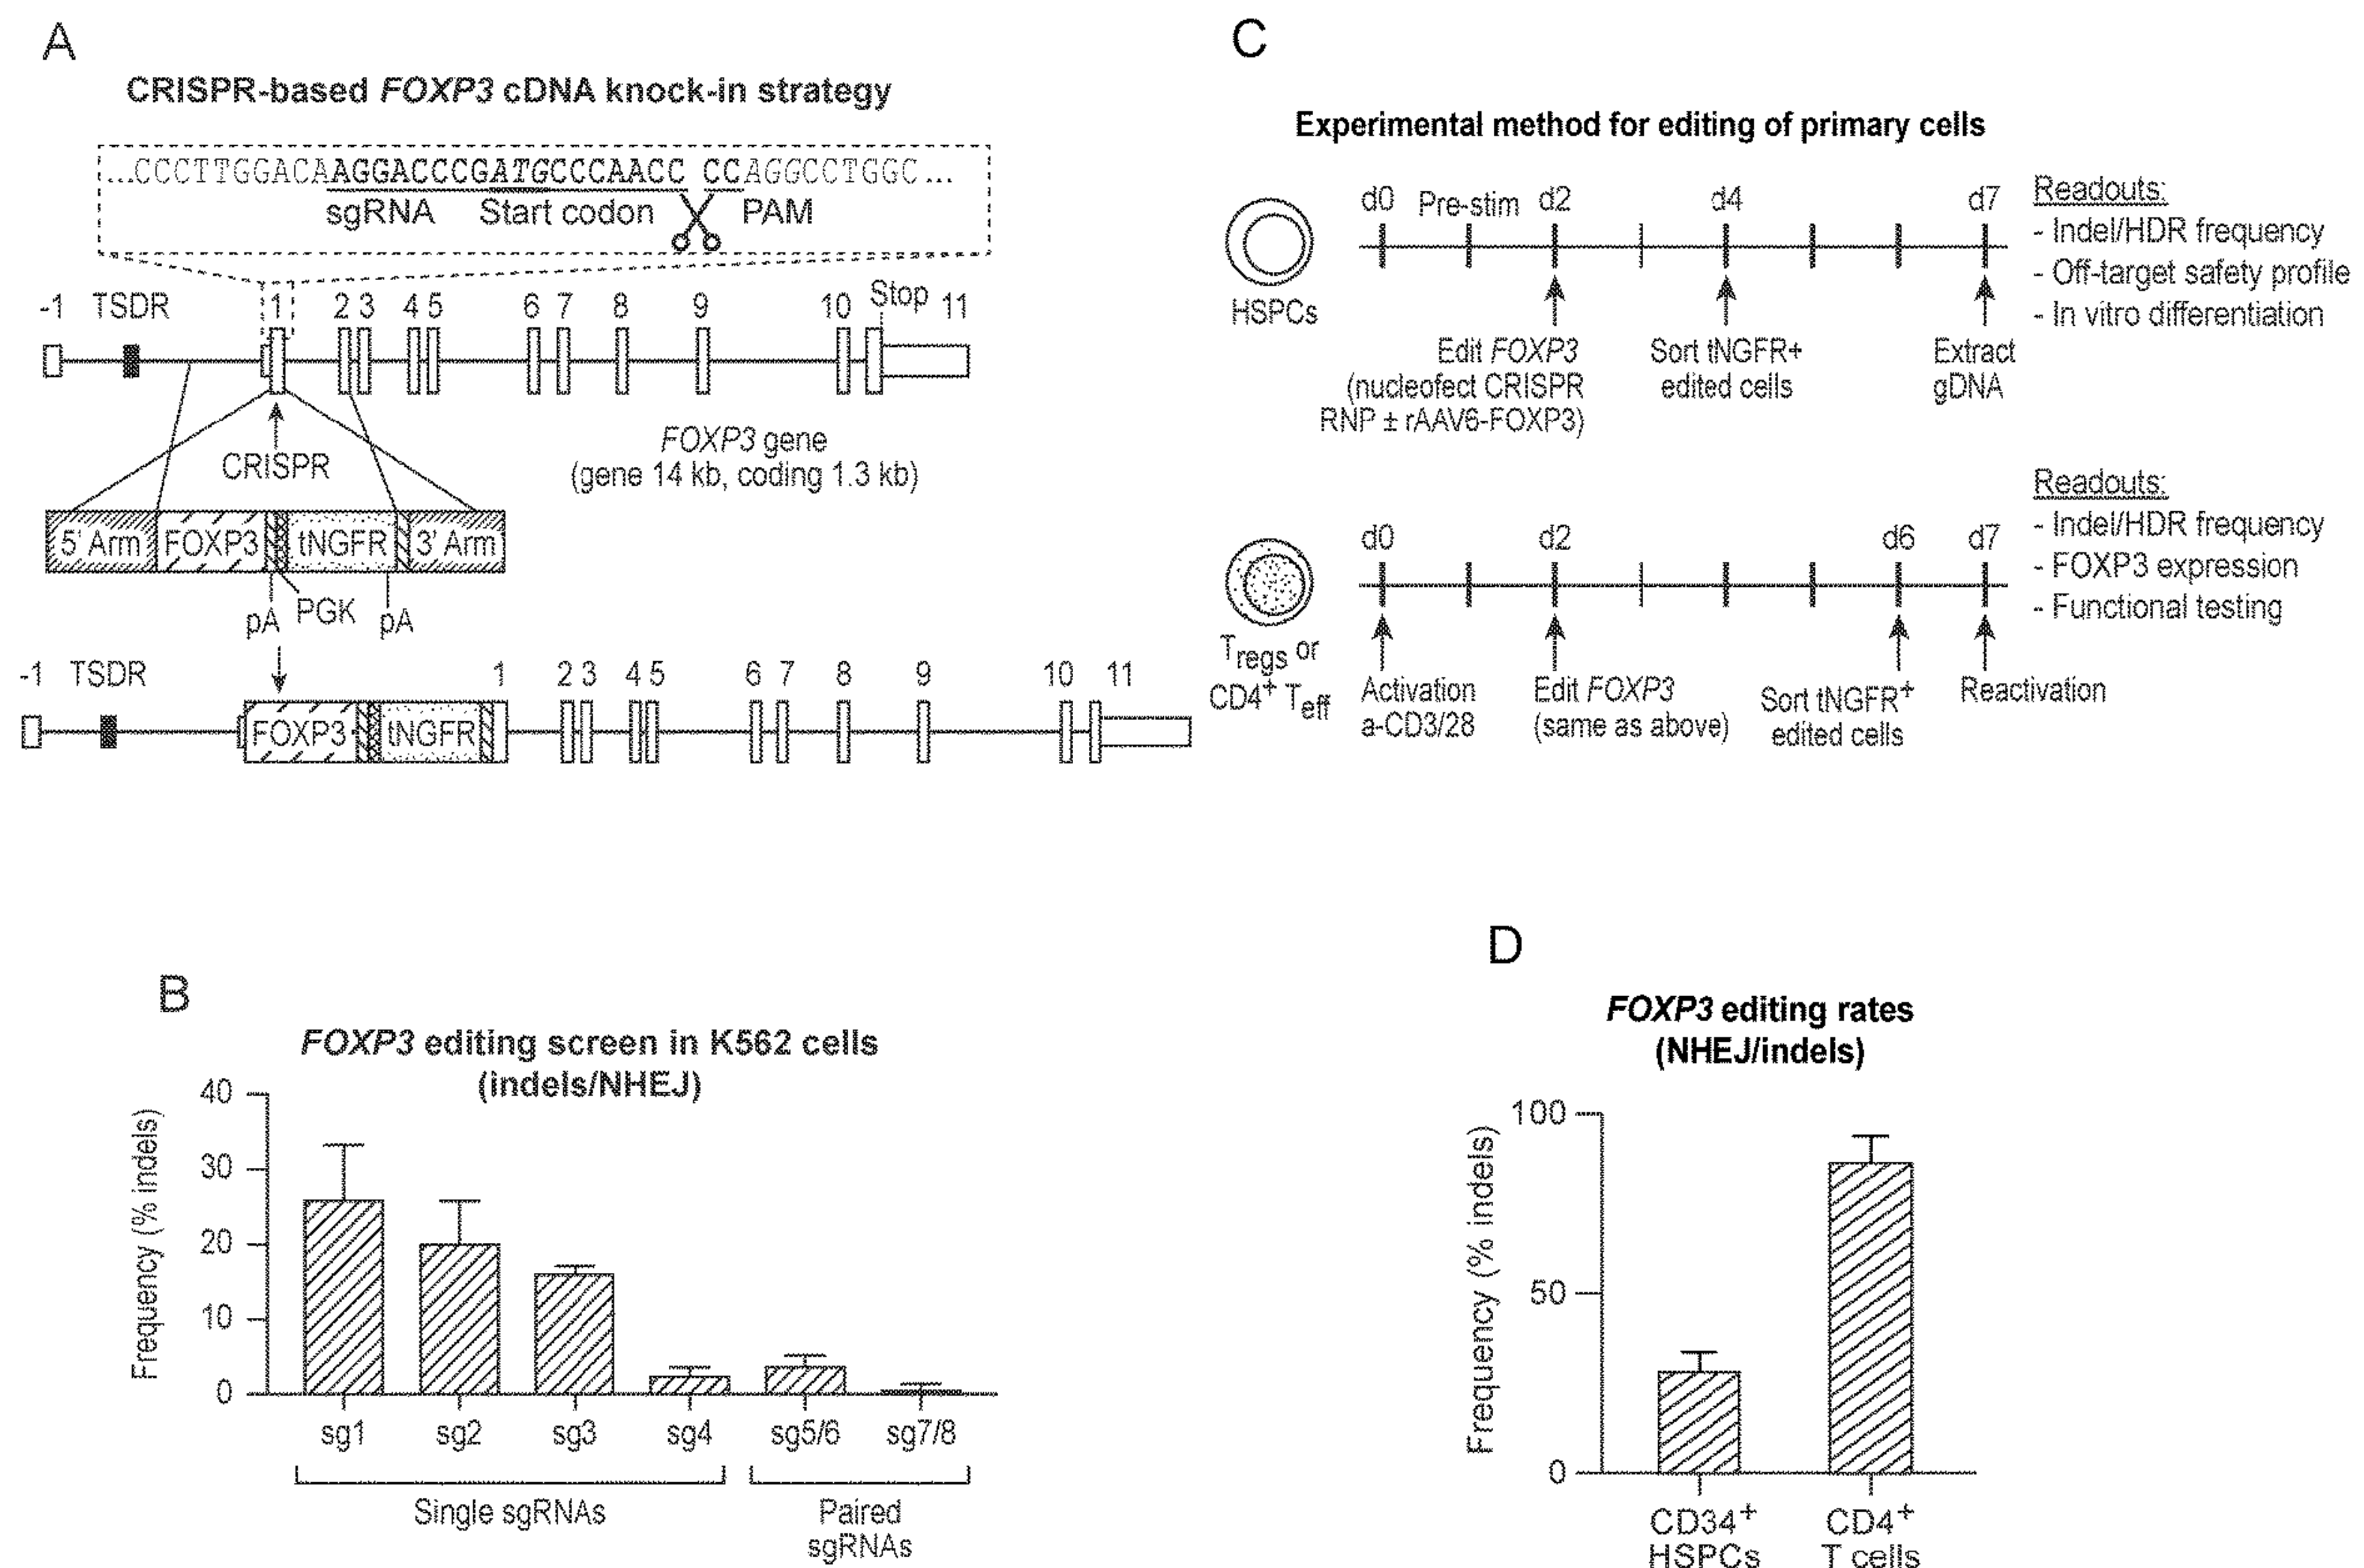 A
CRISPR-based FOXP3 cDNA knock-in strategy
...CCCTTGGACAAGGACCCGATGCCCAACC CCAGGCCTGGC...
sgRNA Start codon PAM
-1 TSDR 1 2 3 4 5 6 7 8 9 10 Stop 11
CRISPR
FOXP3 gene
(gene 14 kb, coding 1.3 kb)
5' Arm FOXP3 tNGFR 3' Arm
pA PGK pA
-1 TSDR 1 2 3 4 5 6 7 8 9 10 11
FOXP3 tNGFR
B
FOXP3 editing screen in K562 cells
(indels/NHEJ)
Frequency (% indels)
40
30
20
10
0
sg1 sg2 sg3 sg4 sg5/6 sg7/8
Single sgRNAs
Paired
sgRNAs
C
Experimental method for editing of primary cells
HSPCs
d0 Pre-stim d2 d4 d7
Edit FOXP3
(nucleofect CRISPR
RNP ± rAAV6-FOXP3)
Sort tNGFR+
edited cells
Extract
gDNA
Readouts:
- Indel/HDR frequency
- Off-target safety profile
- In vitro differentiation
Tregs or
CD4+ Teff
d0 d2 d6 d7
Activation
a-CD3/28
Edit FOXP3
(same as above)
Sort tNGFR+
edited cells
Reactivation
Readouts:
- Indel/HDR frequency
- FOXP3 expression
- Functional testing
D
FOXP3 editing rates
(NHEJ/indels)
Frequency (% indels)
100
50
0
CD34+
HSPCs
CD4+
T cells